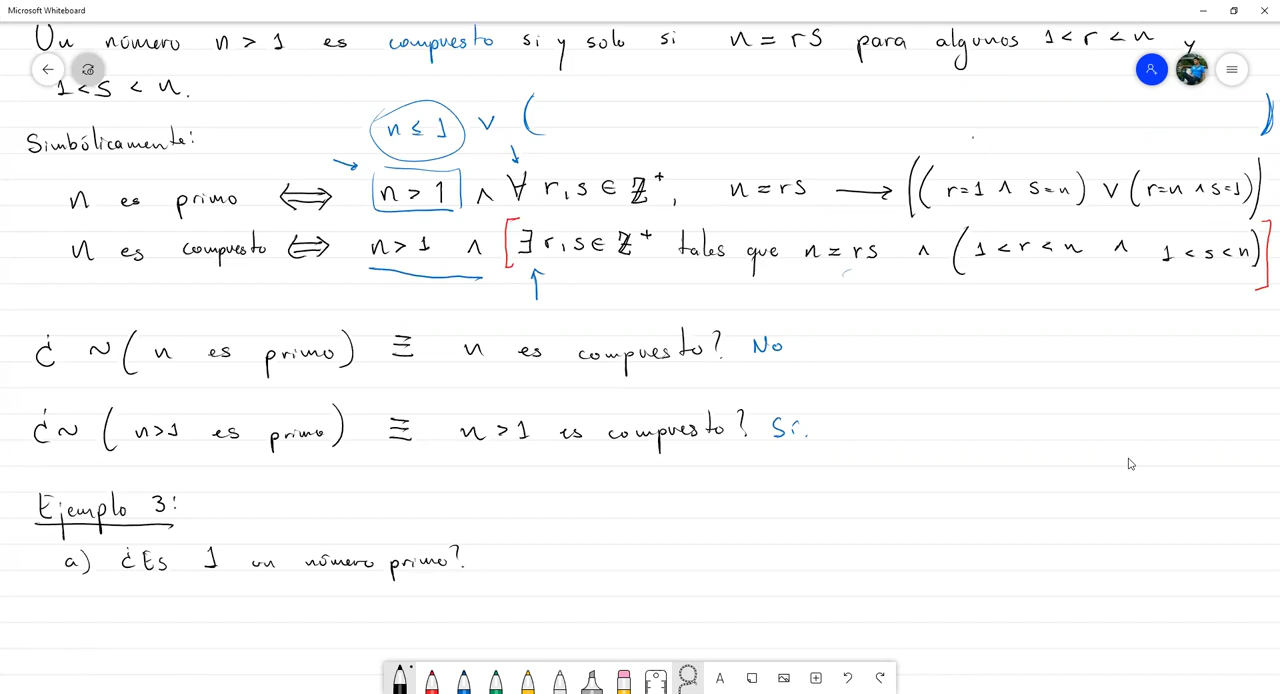 Microsoft Whiteboard
Un número n > 1 es compuesto si y solo si n = rs para algunos 1 < r < n y
1 < s < n.
n ≤ 1 ∨ ( )
Simbólicamente:
n es primo ⟺ n > 1 ∧ ∀ r, s ∈ ℤ⁺, n = rs ⟶ ((r=1 ∧ s=n) ∨ (r=n ∧ s=1))
n es compuesto ⟺ n > 1 ∧ [∃ r, s ∈ ℤ⁺ tales que n = rs ∧ (1 < r < n ∧ 1 < s < n)]
¿ ~ ( n es primo ) ≡ n es compuesto? No
¿ ~ ( n>1 es primo ) ≡ n > 1 es compuesto? Sí.
Ejemplo 3:
a) ¿Es 1 un número primo?
A